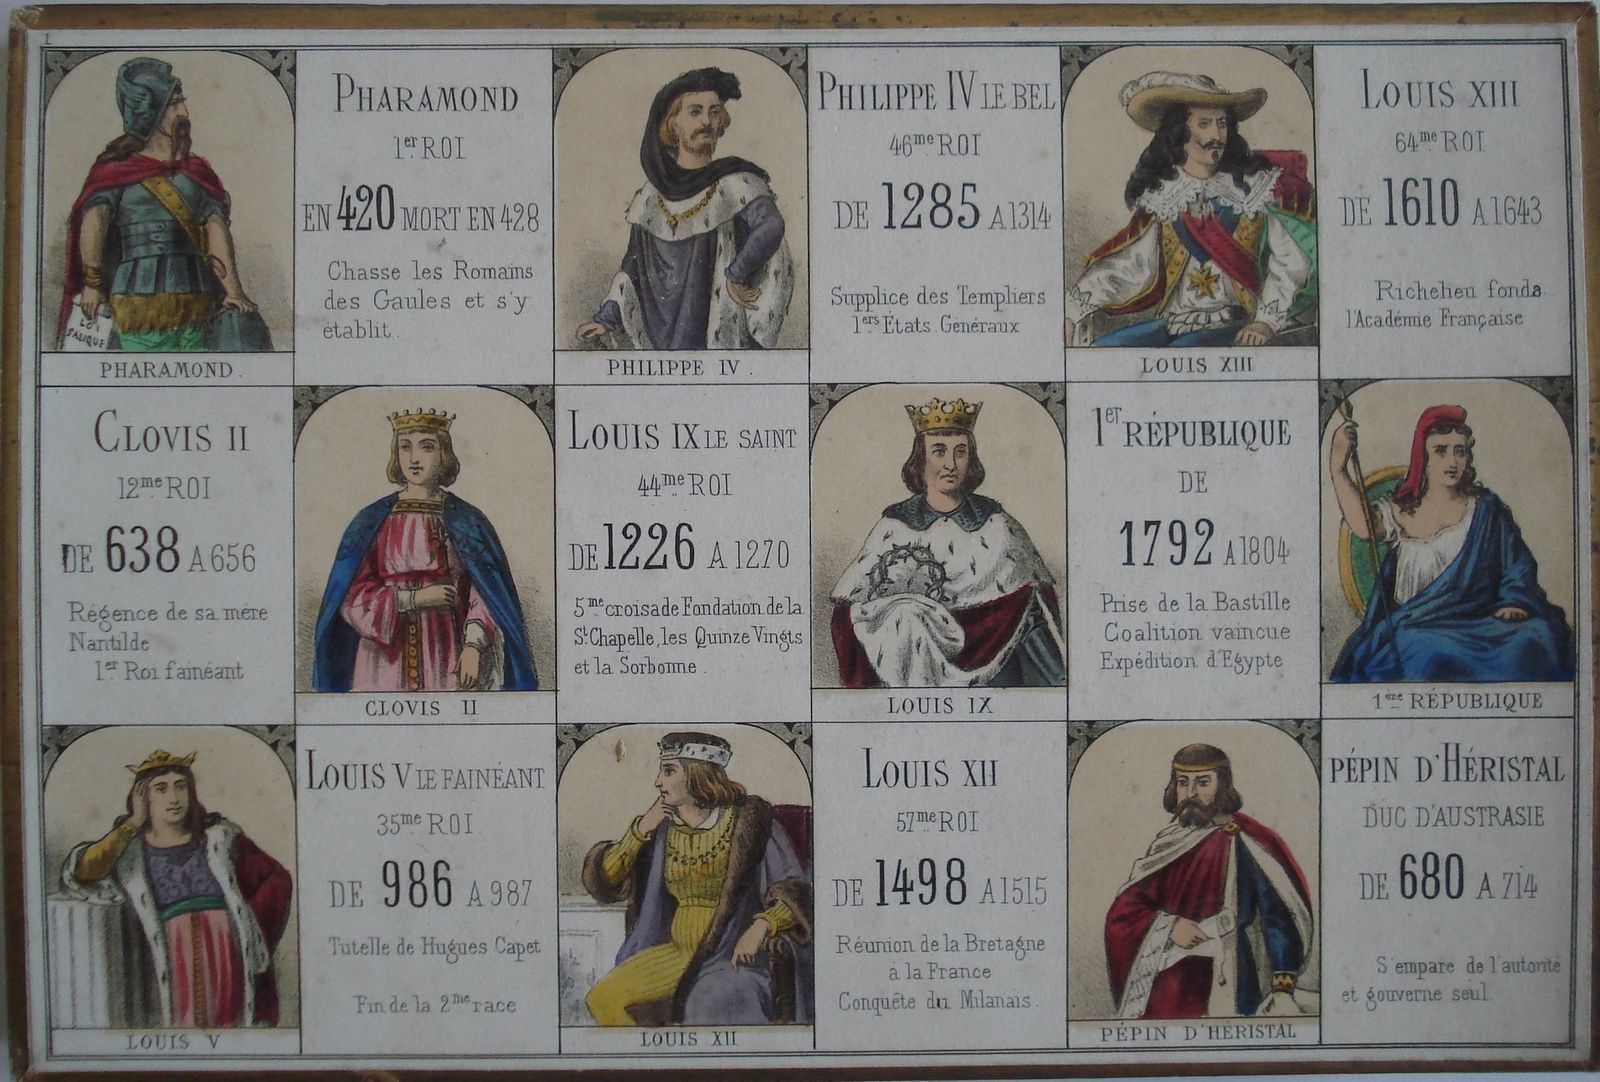 1
PHARAMOND
1er ROI
EN 420 MORT EN 428
Chasse les Romains
des Gaules et s'y
établit.
LOI
SALIQUE
PHARAMOND.
PHILIPPE IV LE BEL
46me ROI
DE 1285 A 1314
Supplice des Templiers
1ers États Généraux
PHILIPPE IV.
LOUIS XIII
64me ROI
DE 1610 A 1643
Richelieu fonda
l'Académie Française
LOUIS XIII
CLOVIS II
12me ROI
DE 638 A 656
Régence de sa mère
Nantilde
1er Roi fainéant
CLOVIS II
LOUIS IX LE SAINT
44me ROI
DE 1226 A 1270
5me croisade Fondation de la
Ste Chapelle, les Quinze Vingts
et la Sorbonne.
LOUIS IX
1er RÉPUBLIQUE
DE
1792 A 1804
Prise de la Bastille
Coalition vaincue
Expédition d'Egypte
1ère RÉPUBLIQUE
LOUIS V LE FAINÉANT
35me ROI
DE 986 A 987
Tutelle de Hugues Capet
Fin de la 2me race
LOUIS V
LOUIS XII
57me ROI
DE 1498 A 1515
Réunion de la Bretagne
à la France
Conquête du Milanais.
LOUIS XII
PÉPIN D'HÉRISTAL
DUC D'AUSTRASIE
DE 680 A 714
S'empare de l'autorité
et gouverne seul
PÉPIN D'HÉRISTAL